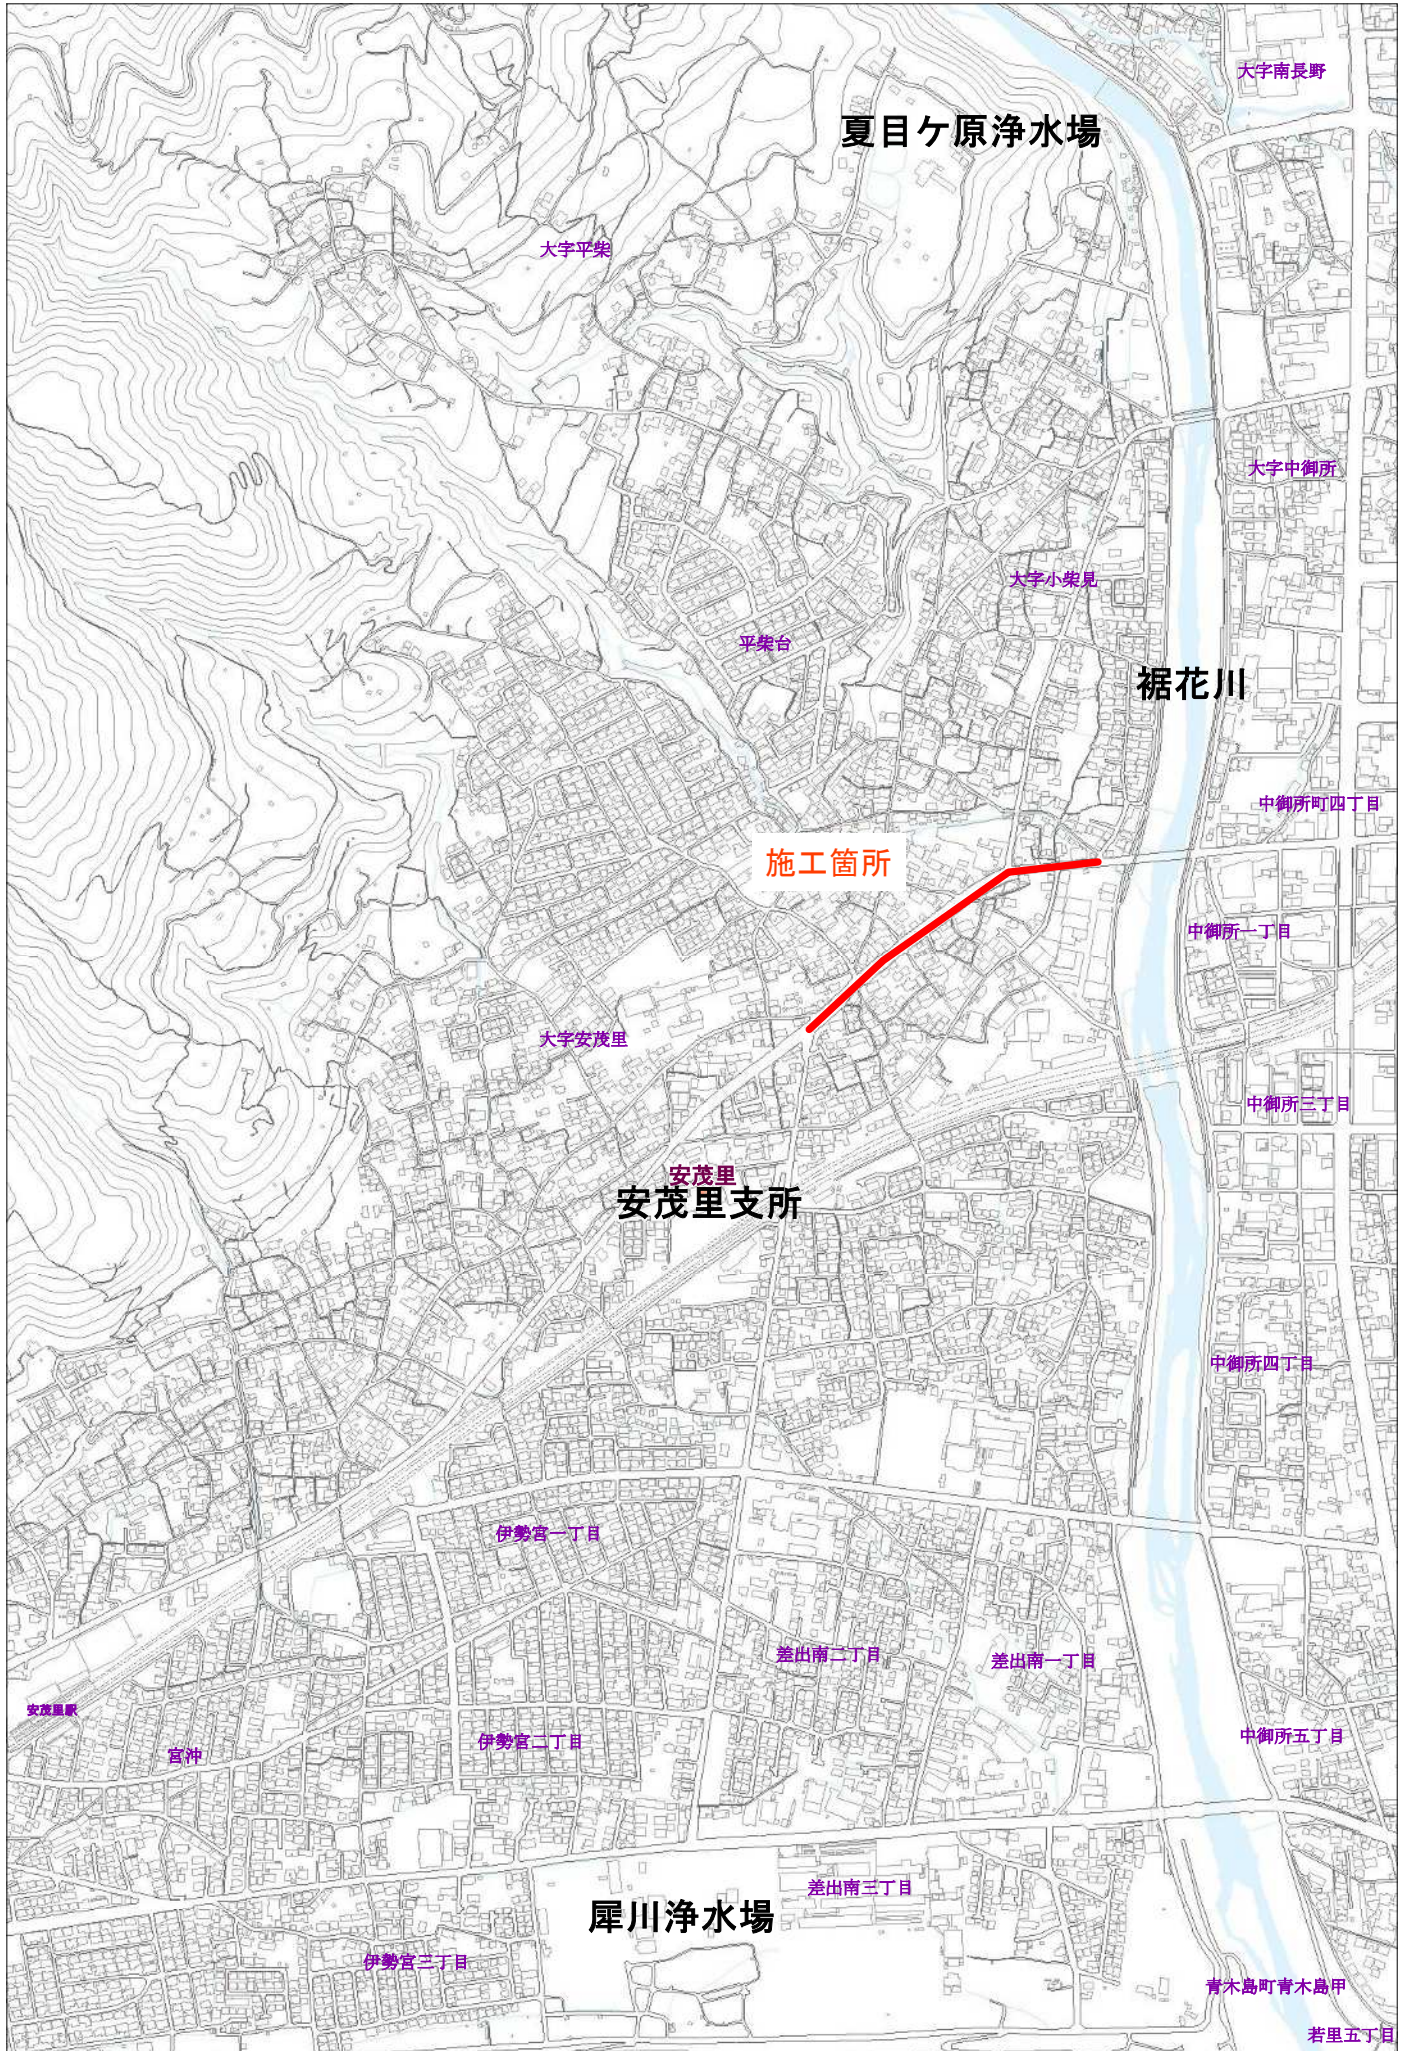 大字南長野
夏目ケ原浄水場
大字平柴
大字中御所
大字小柴見
平柴台
裾花川
中御所町四丁目
施工箇所
中御所一丁目
大字安茂里
中御所三丁目
安茂里
安茂里支所
中御所四丁目
伊勢宮一丁目
差出南二丁目
差出南一丁目
安茂里駅
中御所五丁目
伊勢宮二丁目
宮沖
差出南三丁目
犀川浄水場
伊勢宮三丁目
青木島町青木島甲
若里五丁目